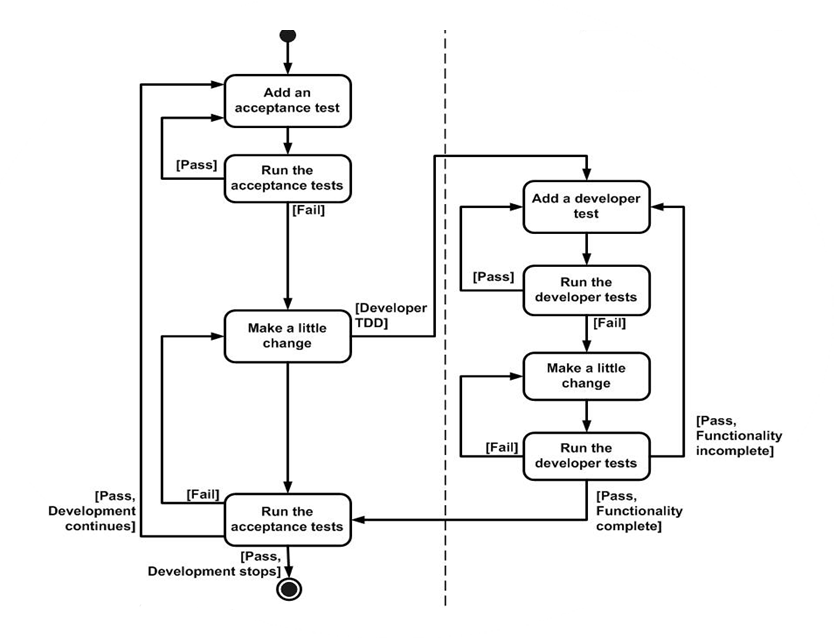 Add an
acceptance test
[Pass]
Run the
acceptance tests
[Fail]
Make a little
change
[Developer
TDD]
[Fail]
Run the
acceptance tests
[Pass,
Development
continues]
[Pass,
Development stops]
Add a developer
test
[Pass]
Run the
developer tests
[Fail]
Make a little
change
[Fail]
Run the
developer tests
[Pass,
Functionality
incomplete]
[Pass,
Functionality
complete]